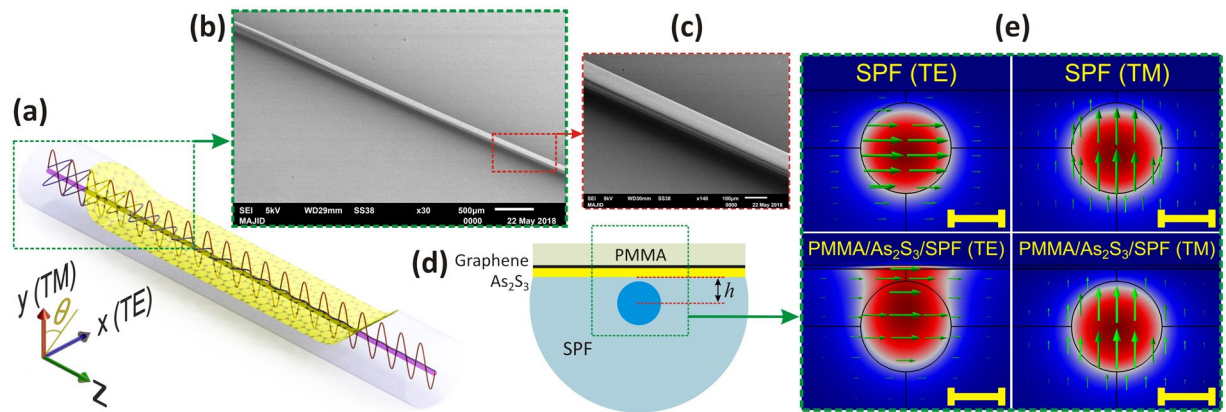 (a)
y (TM)
θ
x (TE)
Z
(b)
SEI 5kV WD29mm SS38 x30 500µm
MAJID 0000 22 May 2018
(c)
SEI 5kV WD30mm SS38 x140 100µm
MAJID 0000 22 May 2018
(d)
Graphene
As₂S₃
PMMA
h
SPF
(e)
SPF (TE)
SPF (TM)
PMMA/As₂S₃/SPF (TE)
PMMA/As₂S₃/SPF (TM)